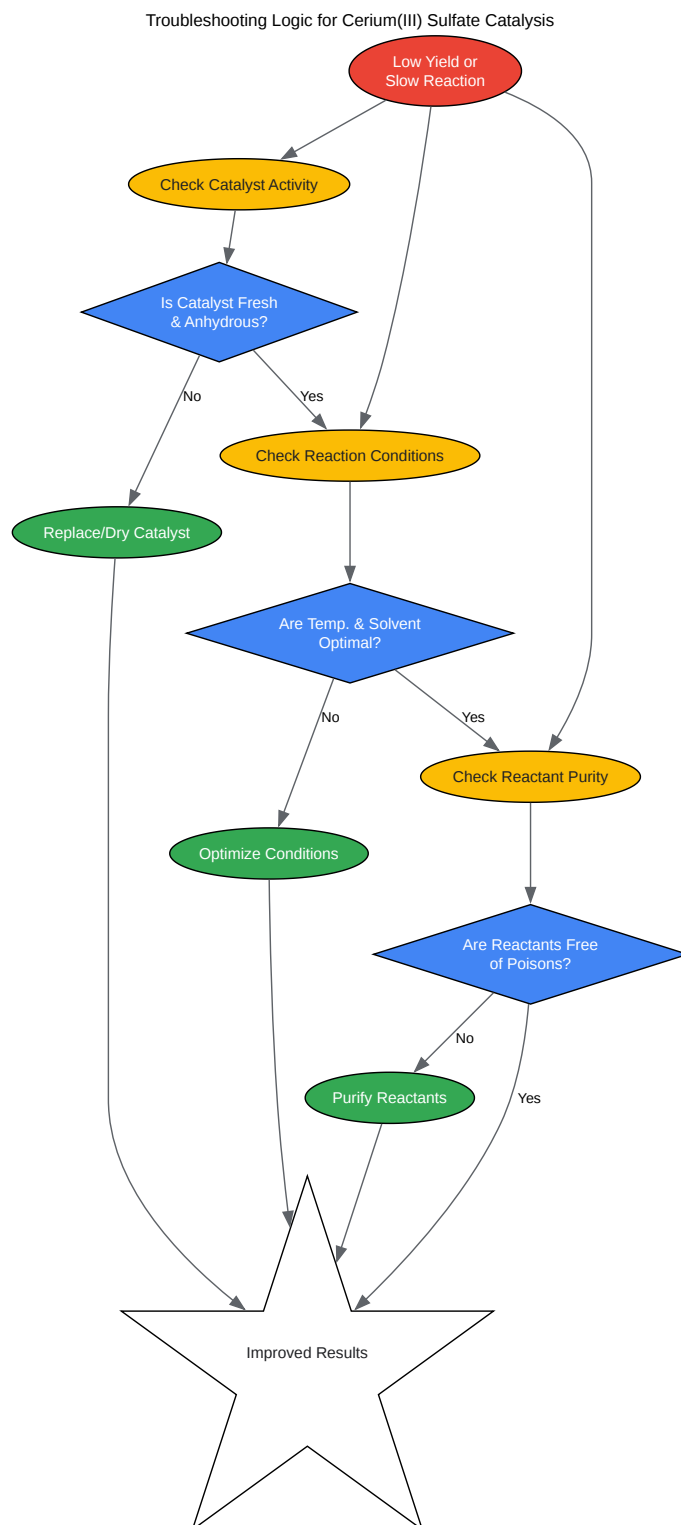 Troubleshooting Logic for Cerium(III) Sulfate Catalysis
Low Yield or
Slow Reaction
Check Catalyst Activity
Is Catalyst Fresh
& Anhydrous?
No
Yes
Check Reaction Conditions
Replace/Dry Catalyst
Are Temp. & Solvent
Optimal?
No
Yes
Check Reactant Purity
Optimize Conditions
Are Reactants Free
of Poisons?
No
Purify Reactants
Yes
Improved Results